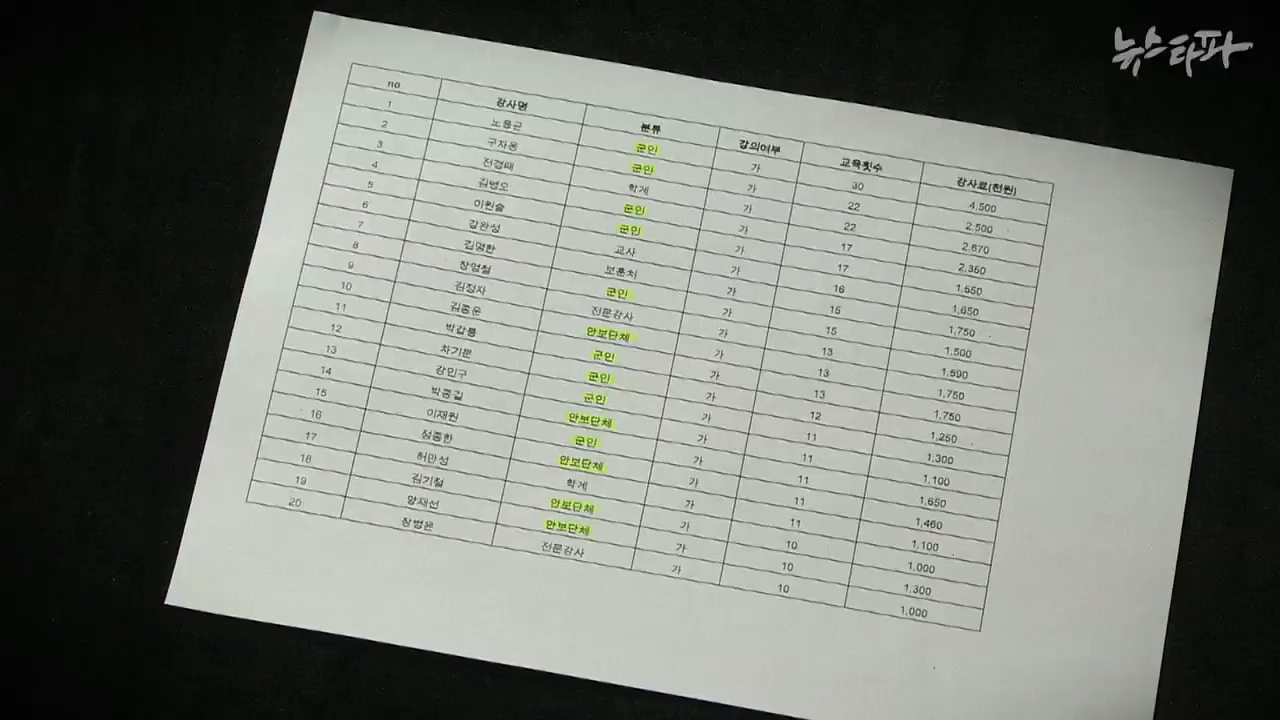 뉴스타파
no 강사명 분류 강의여부 교육횟수 강사료(천원)
1 군인 가 30 4,500
2 구자웅 군인 가 22 2,500
3 전경태 학계 가 22 2,670
4 김병오 군인 가 17 2,350
5 이원솔 군인 가 17 1,550
6 강완성 교사 가 16 1,650
7 김명환 보훈처 가 15 1,750
8 장영철 군인 가 15 1,500
9 김정자 전문강사 가 13 1,590
10 김종운 안보단체 가 13 1,750
11 박갑룡 군인 가 13 1,750
12 차기문 군인 가 12 1,250
13 강민구 군인 가 11 1,300
14 박종길 안보단체 가 11 1,100
15 이재원 군인 가 11 1,650
16 정종한 안보단체 가 11 1,460
17 허만성 학계 가 11 1,100
18 김기철 안보단체 가 10 1,000
19 양재선 안보단체 가 10 1,300
20 장병윤 전문강사 가 10 1,000